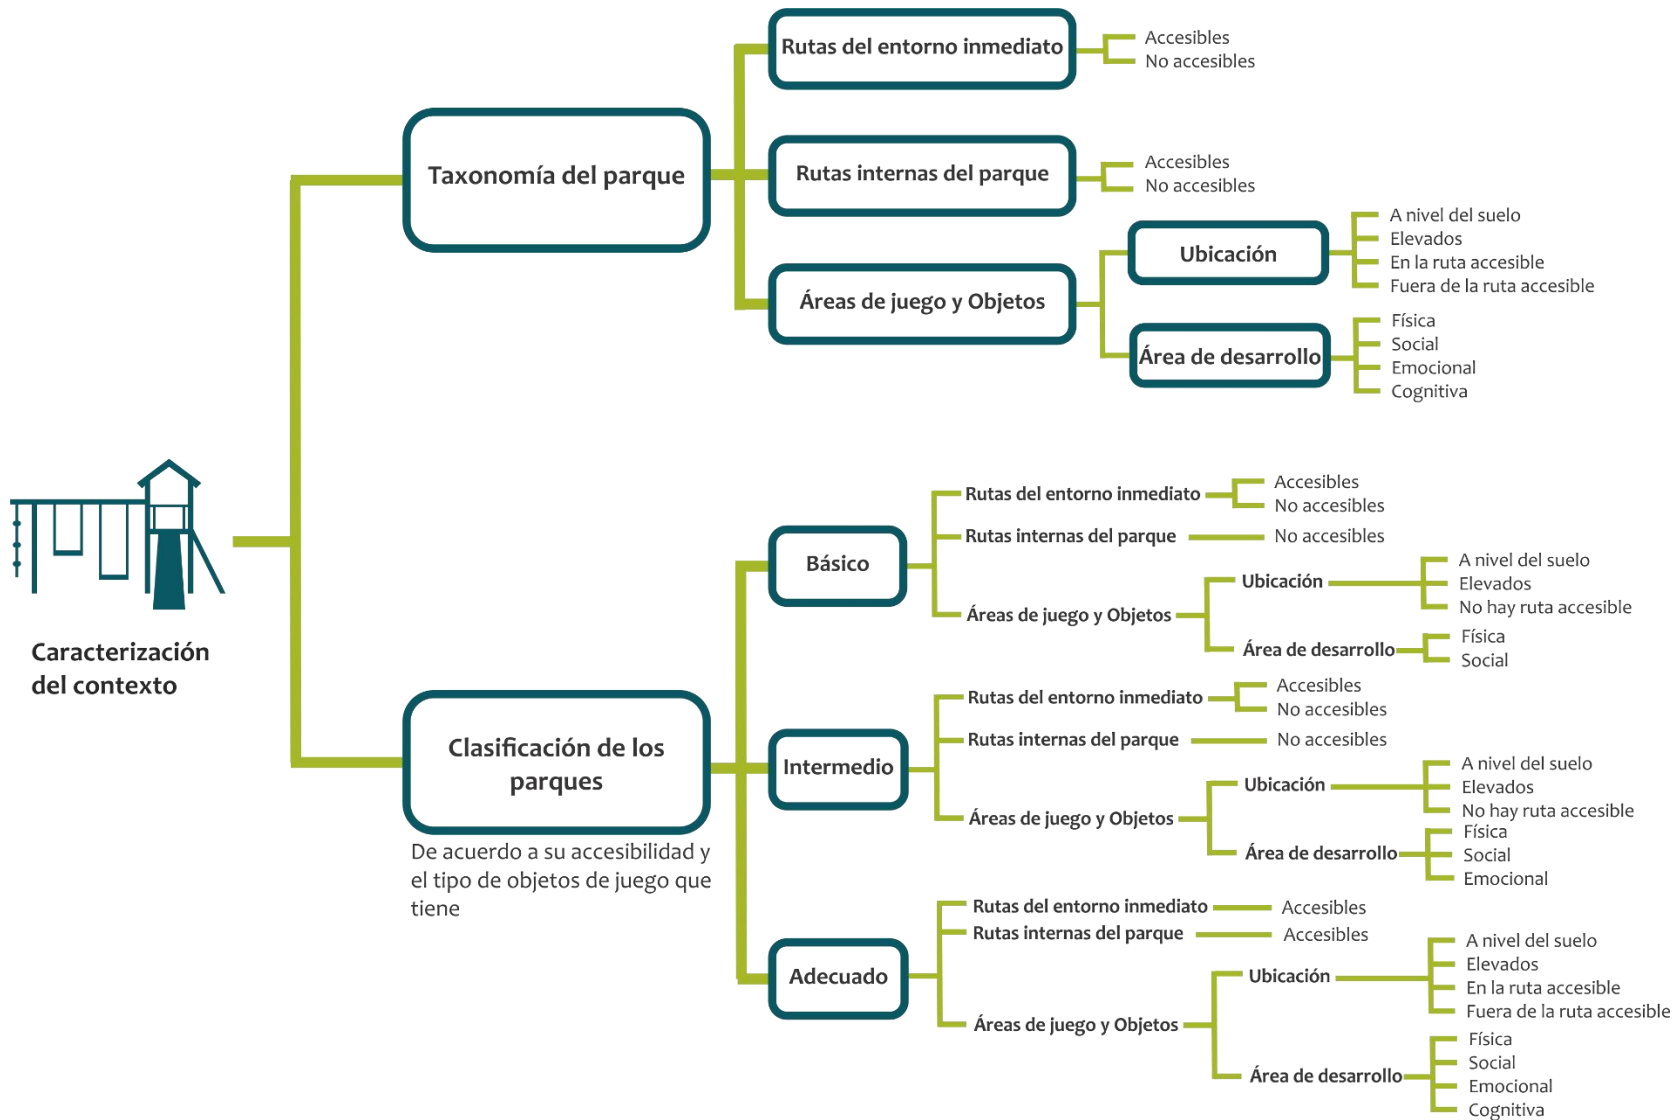 Caracterización
del contexto
Taxonomía del parque
Rutas del entorno inmediato
Accesibles
No accesibles
Rutas internas del parque
Accesibles
No accesibles
Áreas de juego y Objetos
Ubicación
A nivel del suelo
Elevados
En la ruta accesible
Fuera de la ruta accesible
Área de desarrollo
Física
Social
Emocional
Cognitiva
Clasificación de los
parques
De acuerdo a su accesibilidad y
el tipo de objetos de juego que
tiene
Básico
Rutas del entorno inmediato
Accesibles
No accesibles
Rutas internas del parque
No accesibles
Áreas de juego y Objetos
Ubicación
A nivel del suelo
Elevados
No hay ruta accesible
Área de desarrollo
Física
Social
Intermedio
Rutas del entorno inmediato
Accesibles
No accesibles
Rutas internas del parque
No accesibles
Áreas de juego y Objetos
Ubicación
A nivel del suelo
Elevados
No hay ruta accesible
Área de desarrollo
Física
Social
Emocional
Adecuado
Rutas del entorno inmediato
Accesibles
Rutas internas del parque
Accesibles
Áreas de juego y Objetos
Ubicación
A nivel del suelo
Elevados
En la ruta accesible
Fuera de la ruta accesible
Área de desarrollo
Física
Social
Emocional
Cognitiva